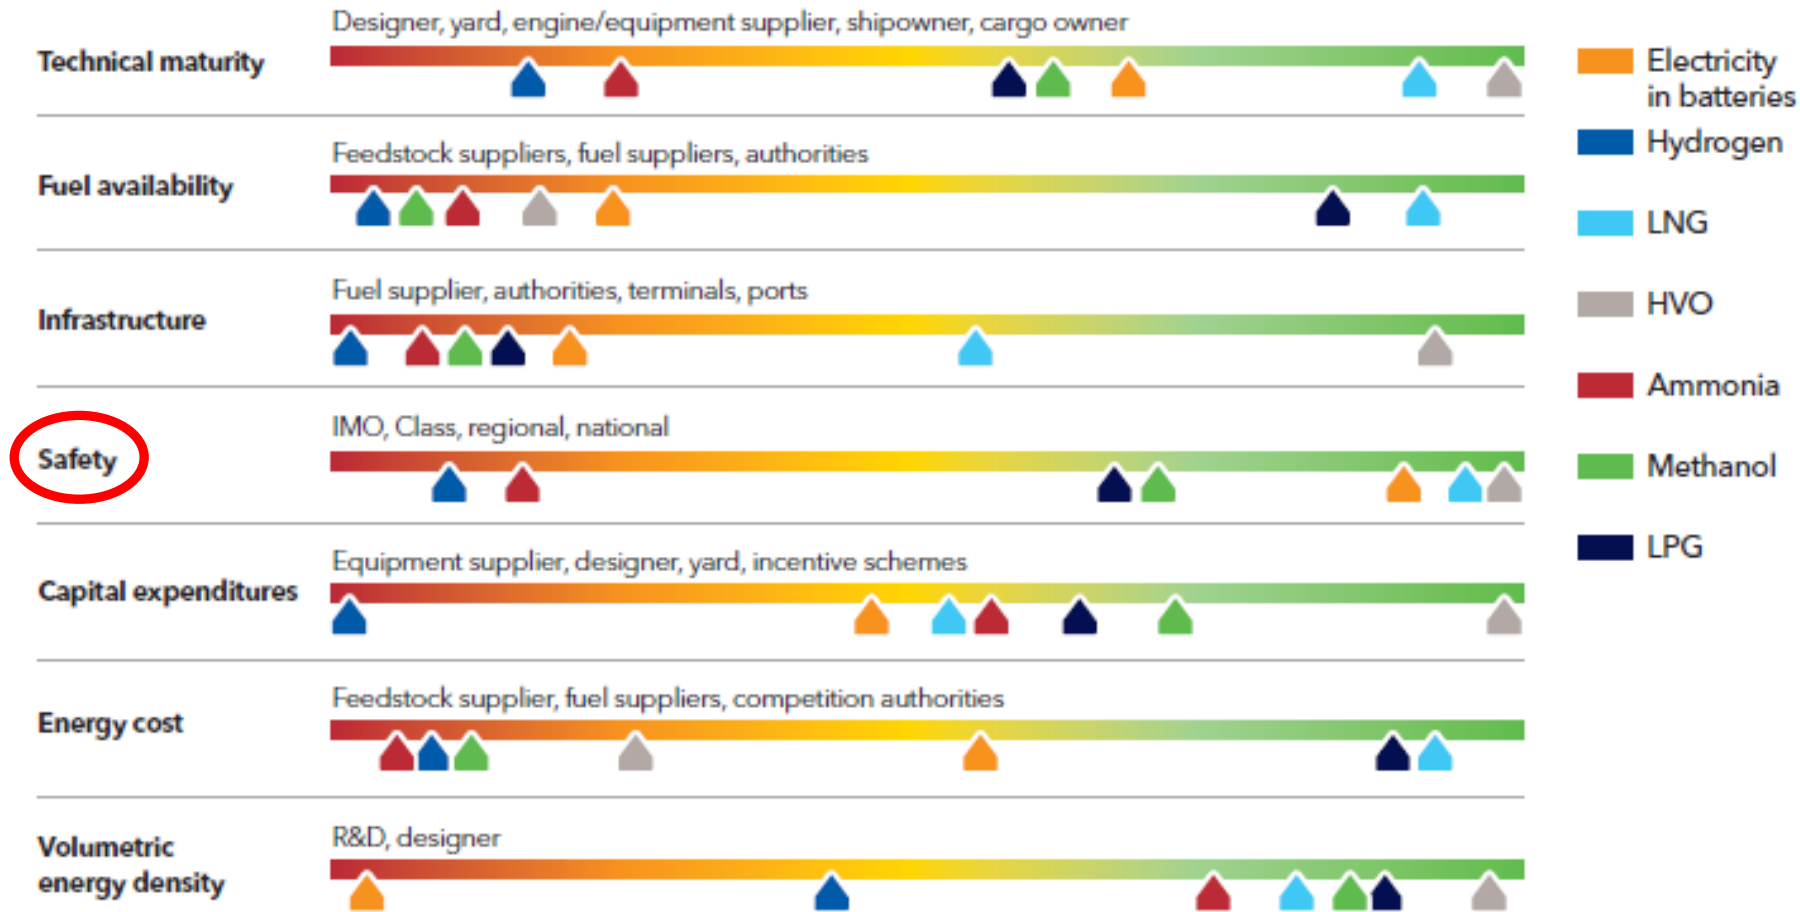 Designer, yard, engine/equipment supplier, shipowner, cargo owner
Technical maturity
Feedstock suppliers, fuel suppliers, authorities
Fuel availability
Fuel supplier, authorities, terminals, ports
Infrastructure
IMO, Class, regional, national
Safety
Equipment supplier, designer, yard, incentive schemes
Capital expenditures
Feedstock supplier, fuel suppliers, competition authorities
Energy cost
R&D, designer
Volumetric
energy density
Electricity
in batteries
Hydrogen
LNG
HVO
Ammonia
Methanol
LPG